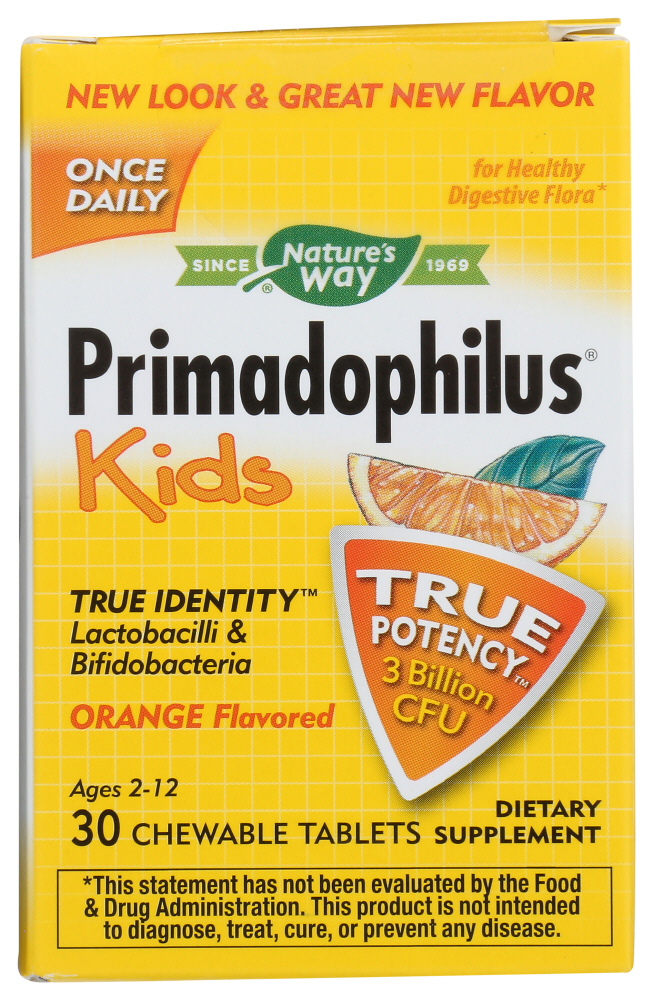 NEW LOOK & GREAT NEW FLAVOR
ONCE
DAILY
for Healthy
Digestive Flora*
SINCE Nature's Way® 1969
Primadophilus®
Kids
TRUE IDENTITY™
Lactobacilli &
Bifidobacteria
ORANGE Flavored
TRUE
POTENCY™
3 Billion
CFU
Ages 2-12
30 CHEWABLE TABLETS
DIETARY
SUPPLEMENT
*This statement has not been evaluated by the Food
& Drug Administration. This product is not intended
to diagnose, treat, cure, or prevent any disease.